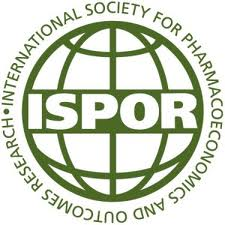 • INTERNATIONAL SOCIETY FOR PHARMACOECONOMICS AND OUTCOMES RESEARCH
ISPOR